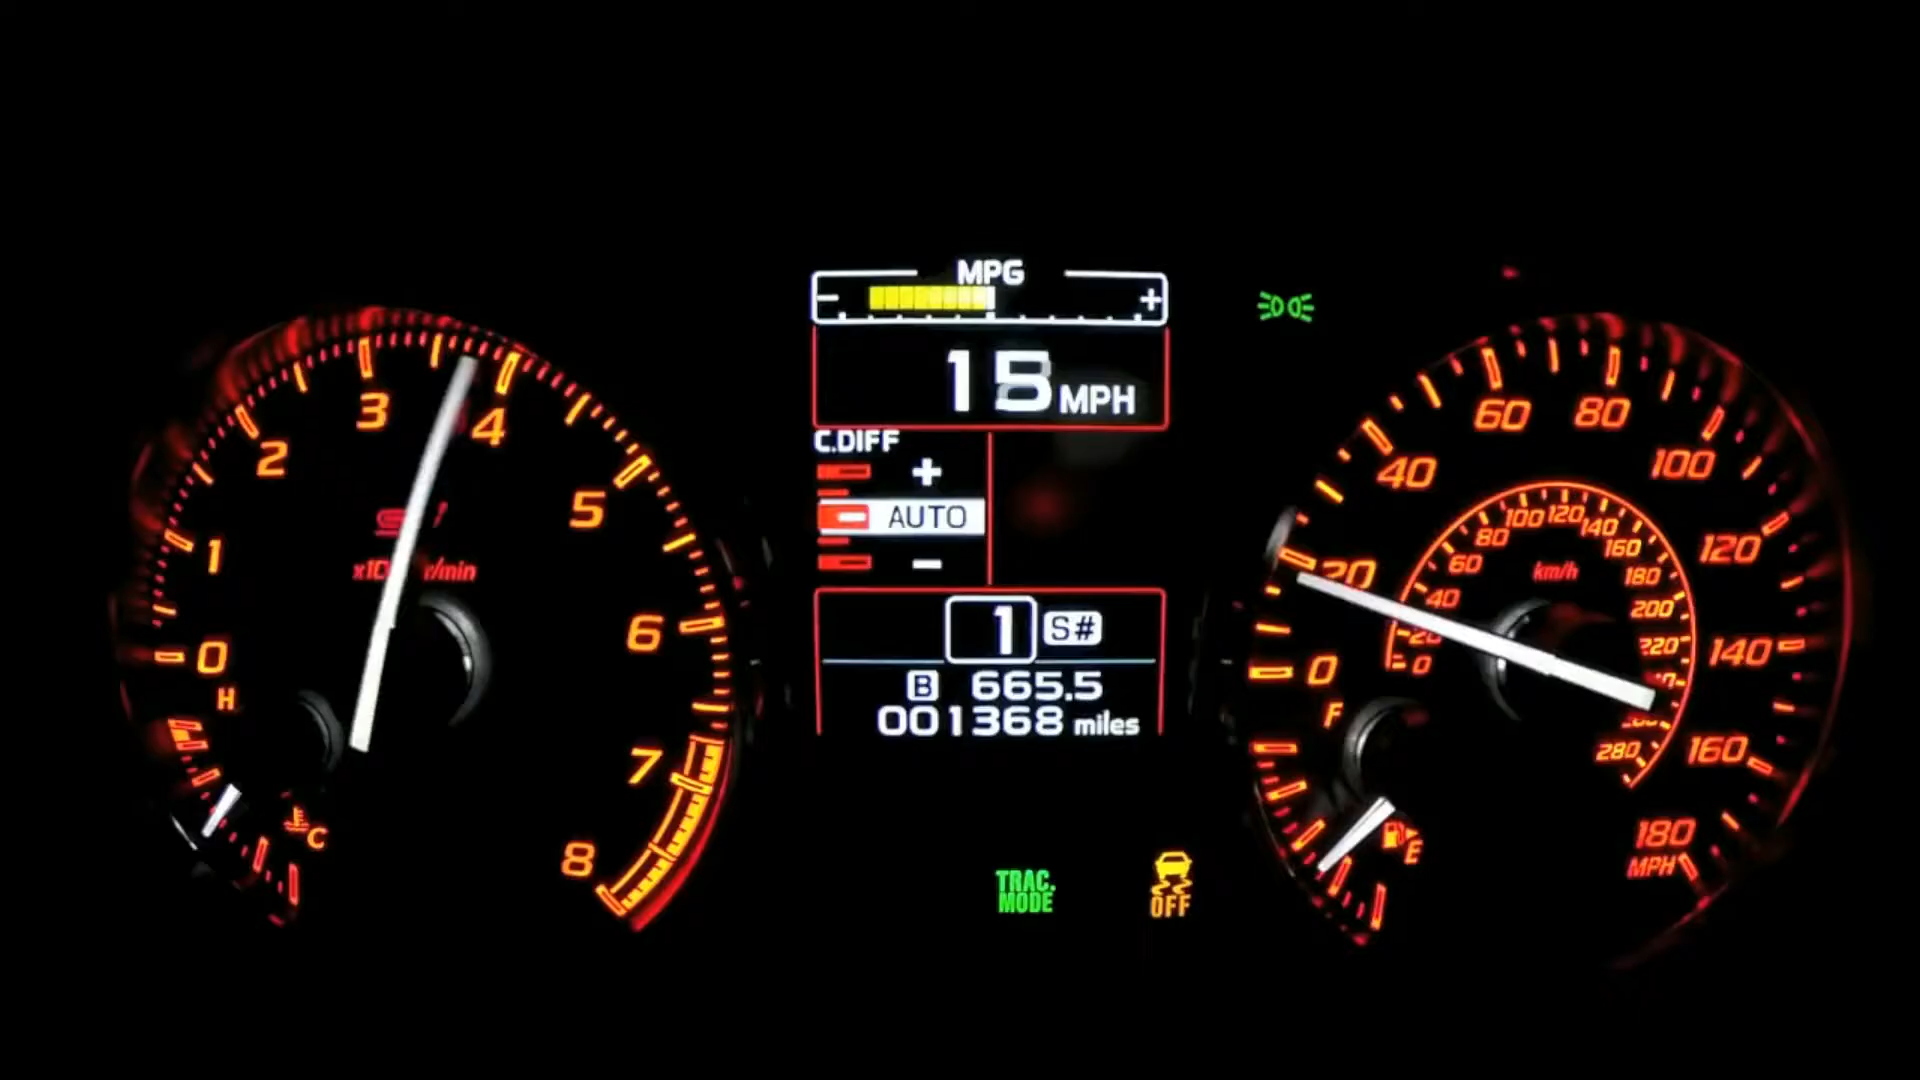 MPG
- +
15 MPH
C.DIFF
+
AUTO
-
1 S#
B 665.5
001368 miles
0
1
2
3
4
5
6
7
8
r/min
H
C
TRAC.
MODE
OFF
0
20
40
60
80
100
120
140
160
180
MPH
km/h
0
20
40
60
80
100
120
140
160
180
200
220
280
F
E